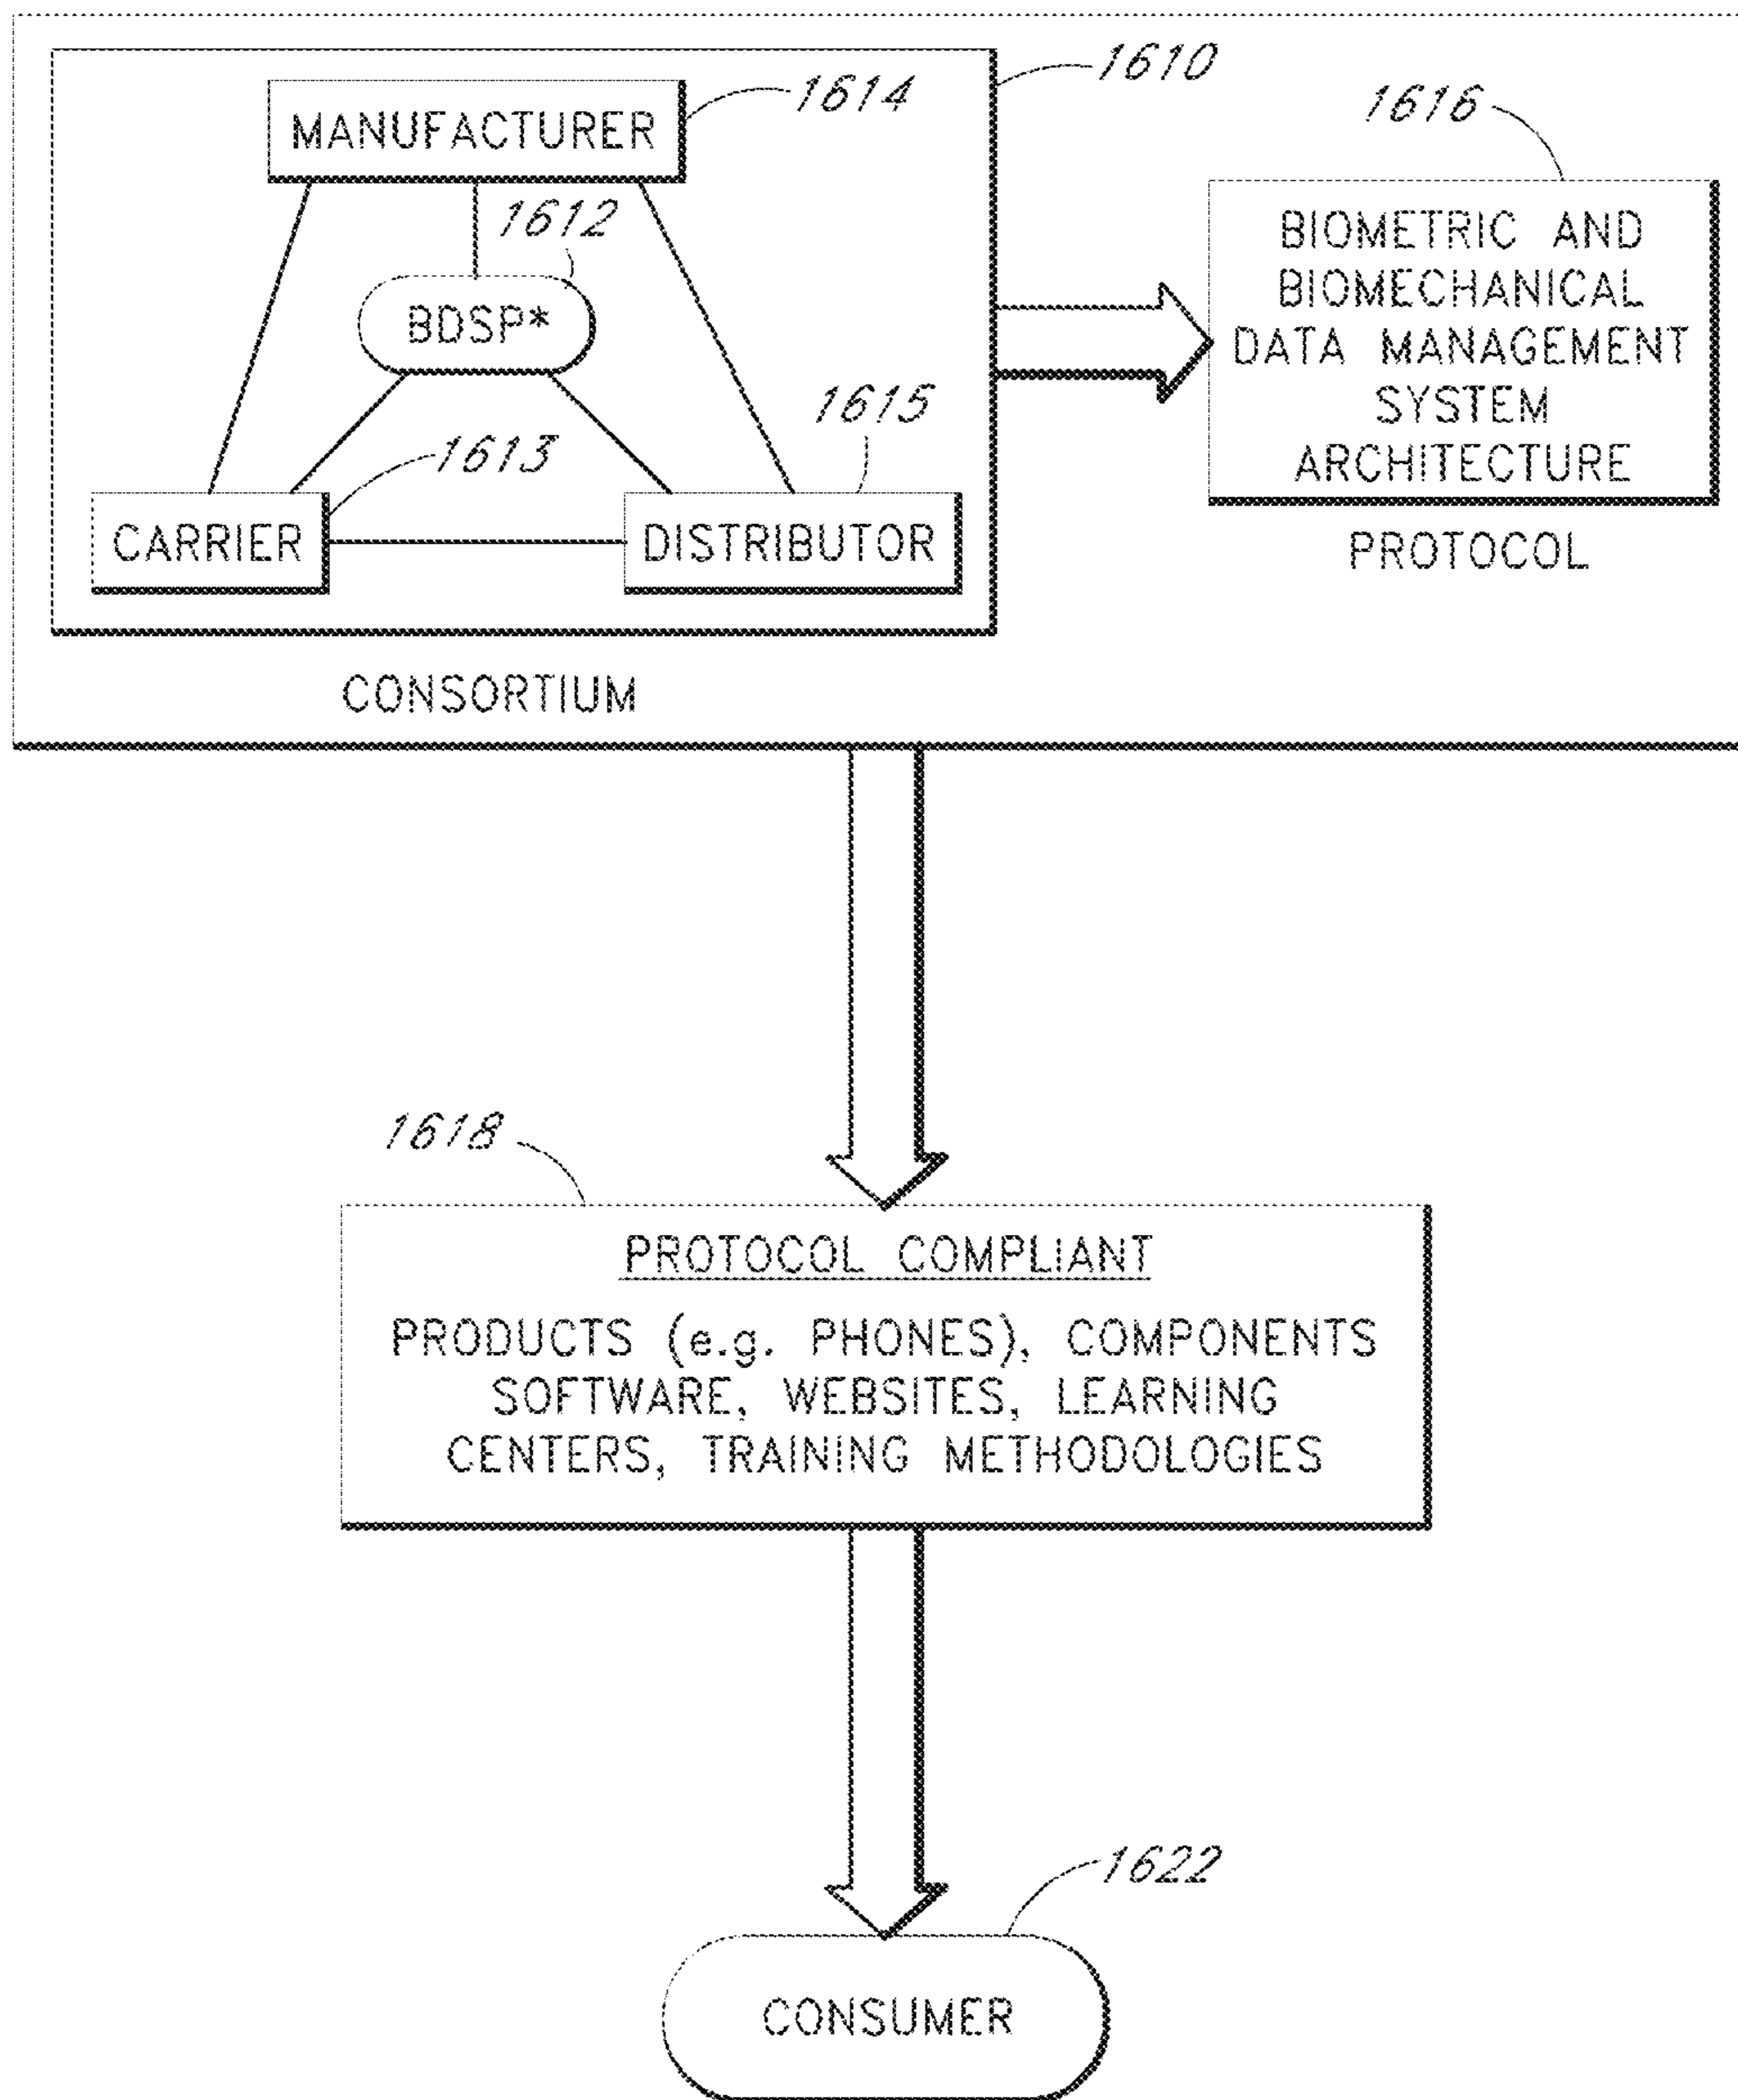 1610
1614
MANUFACTURER
1616
1612
BIOMETRIC AND
BIOMECHANICAL
DATA MANAGEMENT
SYSTEM
ARCHITECTURE
BDSP*
1615
1613
CARRIER
DISTRIBUTOR
PROTOCOL
CONSORTIUM
1618
PROTOCOL COMPLIANT
PRODUCTS (e.g. PHONES), COMPONENTS
SOFTWARE, WEBSITES, LEARNING
CENTERS, TRAINING METHODOLOGIES
1622
CONSUMER